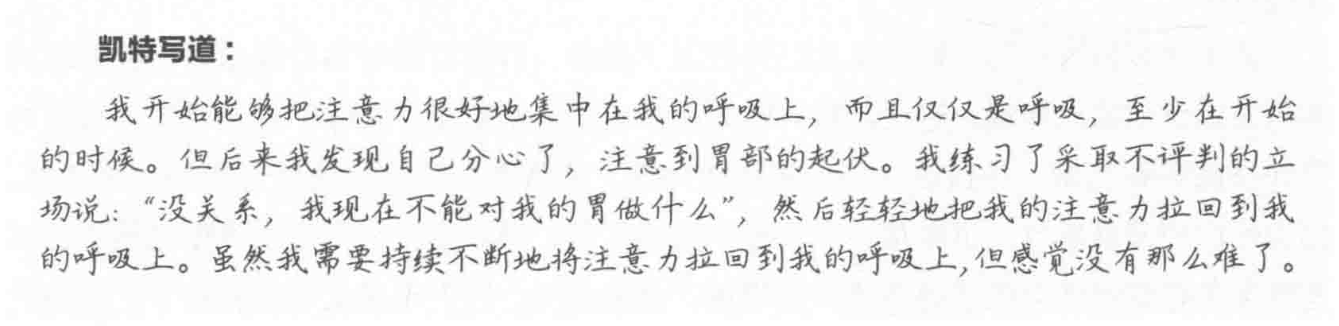 凯特写道：
我开始能够把注意力很好地集中在我的呼吸上，而且仅仅是呼吸，至少在开始
的时候。但后来我发现自己分心了，注意到胃部的起伏。我练习了采取不评判的立
场说：“没关系，我现在不能对我的胃做什么”，然后轻轻地把我的注意力拉回到我
的呼吸上。虽然我需要持续不断地将注意力拉回到我的呼吸上，但感觉没有那么难了。